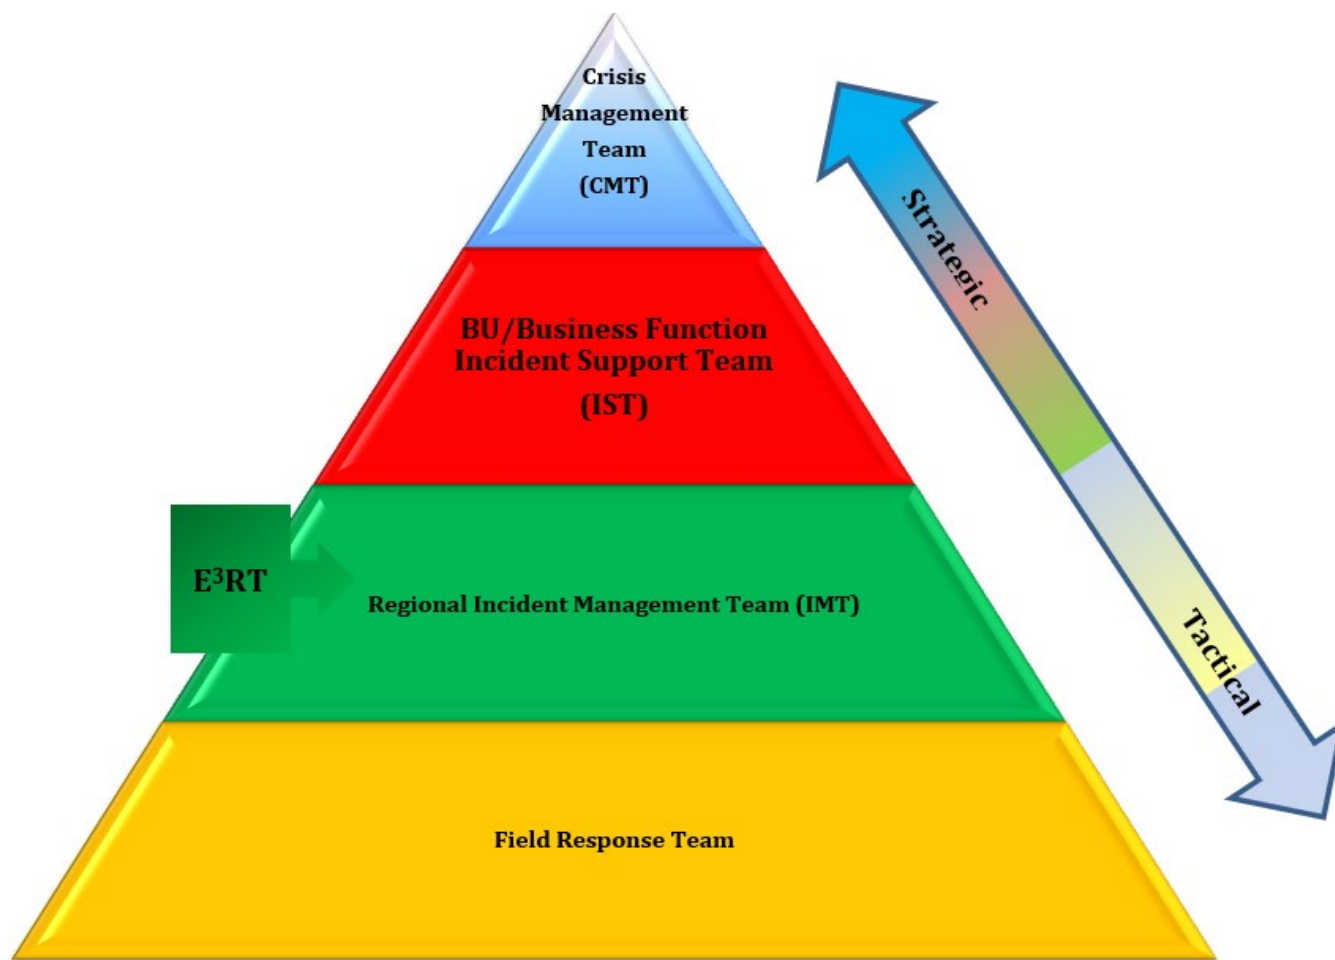 Crisis
Management
Team
(CMT)
Strategic
BU/Business Function
Incident Support Team
(IST)
E³RT
Regional Incident Management Team (IMT)
Tactical
Field Response Team